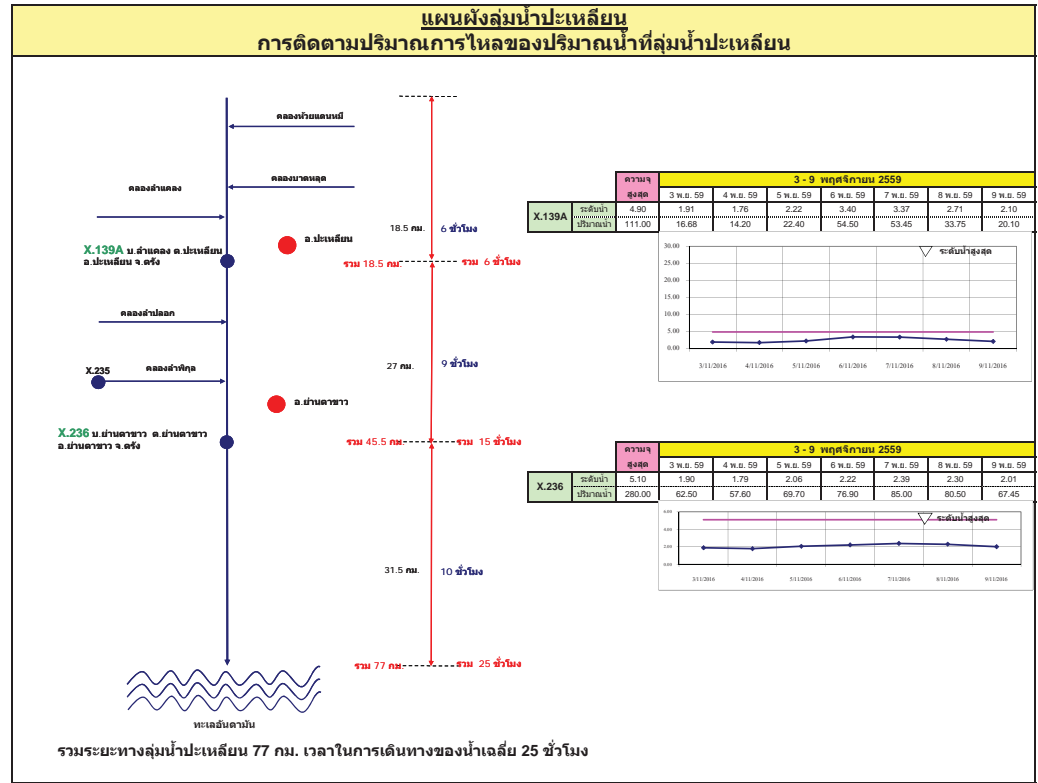 แผนผังลุ่มน้ำปะเหลียน
การติดตามปริมาณการไหลของปริมาณน้ำที่ลุ่มน้ำปะเหลียน
คลองห้วยแดนหมี
คลองบาดหลุด
คลองลำแคลง
18.5 กม. 6 ชั่วโมง
อ.ปะเหลียน
X.139A บ.ลำแคลง ต.ปะเหลียน
อ.ปะเหลียน จ.ตรัง
รวม 18.5 กม. รวม 6 ชั่วโมง
คลองลำปลอก
X.235 คลองลำพิกุล
27 กม. 9 ชั่วโมง
อ.ย่านตาขาว
X.236 บ.ย่านตาขาว ต.ย่านตาขาว
อ.ย่านตาขาว จ.ตรัง
รวม 45.5 กม. รวม 15 ชั่วโมง
31.5 กม. 10 ชั่วโมง
รวม 77 กม. รวม 25 ชั่วโมง
ทะเลอันดามัน
รวมระยะทางลุ่มน้ำปะเหลียน 77 กม. เวลาในการเดินทางของน้ำเฉลี่ย 25 ชั่วโมง
ความจุ 3 - 9 พฤศจิกายน 2559
สูงสุด 3 พ.ย. 59 4 พ.ย. 59 5 พ.ย. 59 6 พ.ย. 59 7 พ.ย. 59 8 พ.ย. 59 9 พ.ย. 59
X.139A
ระดับน้ำ 4.90 1.91 1.76 2.22 3.40 3.37 2.71 2.10
ปริมาณน้ำ 111.00 16.68 14.20 22.40 54.50 53.45 33.75 20.10
ระดับน้ำสูงสุด
30.00
25.00
20.00
15.00
10.00
5.00
0.00
3/11/2016 4/11/2016 5/11/2016 6/11/2016 7/11/2016 8/11/2016 9/11/2016
ความจุ 3 - 9 พฤศจิกายน 2559
สูงสุด 3 พ.ย. 59 4 พ.ย. 59 5 พ.ย. 59 6 พ.ย. 59 7 พ.ย. 59 8 พ.ย. 59 9 พ.ย. 59
X.236
ระดับน้ำ 5.10 1.90 1.79 2.06 2.22 2.39 2.30 2.01
ปริมาณน้ำ 280.00 62.50 57.60 69.70 76.90 85.00 80.50 67.45
ระดับน้ำสูงสุด
6.00
4.00
2.00
0.00
3/11/2016 4/11/2016 5/11/2016 6/11/2016 7/11/2016 8/11/2016 9/11/2016